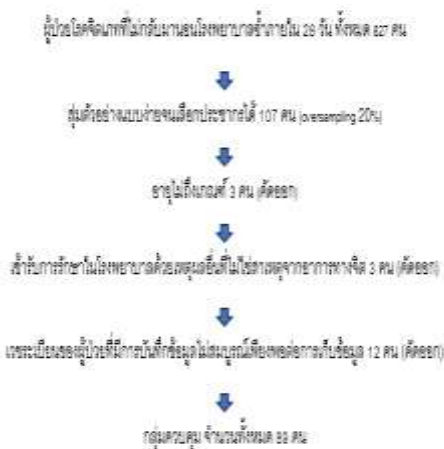 ผู้ป่วยโรคจิตเภทที่ไม่กลับมานอนโรงพยาบาลซ้ำภายใน 28 วัน ทั้งหมด 827 คน
สุ่มตัวอย่างแบบง่ายจนเลือกประชากรได้ 107 คน (oversampling 20%)
อายุไม่ถึงเกณฑ์ 3 คน (คัดออก)
เข้ารับการรักษาในโรงพยาบาลด้วยเหตุผลอื่นที่ไม่ใช่สาเหตุจากอาการทางจิต 3 คน (คัดออก)
เวชระเบียนของผู้ป่วยที่มีการบันทึกข้อมูลไม่สมบูรณ์เพียงพอต่อการเก็บข้อมูล 12 คน (คัดออก)
กลุ่มควบคุม จำนวนทั้งหมด 89 คน